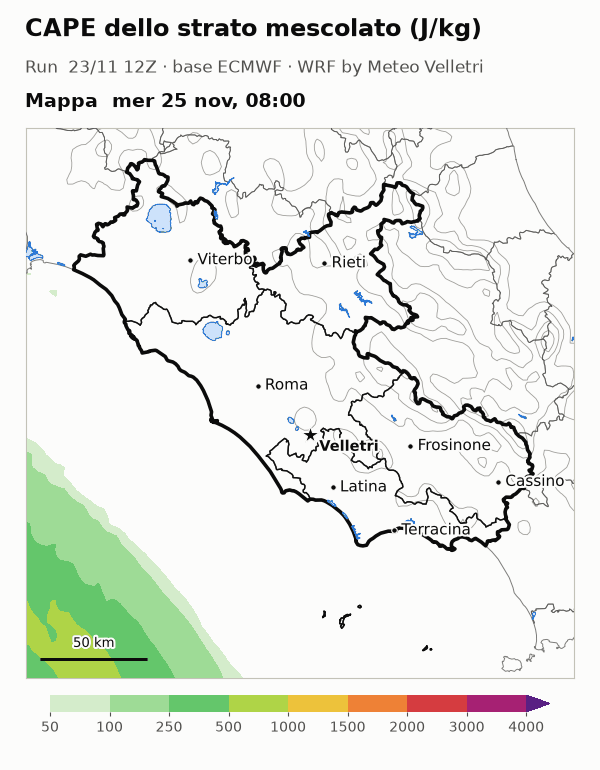 CAPE dello strato mescolato (J/kg)
Run  23/11 12Z · base ECMWF · WRF by Meteo Velletri
Mappa  mer 25 nov, 08:00
Viterbo
Rieti
Roma
Velletri
Frosinone
Cassino
Latina
Terracina
50 km
50 100 250 500 1000 1500 2000 3000 4000